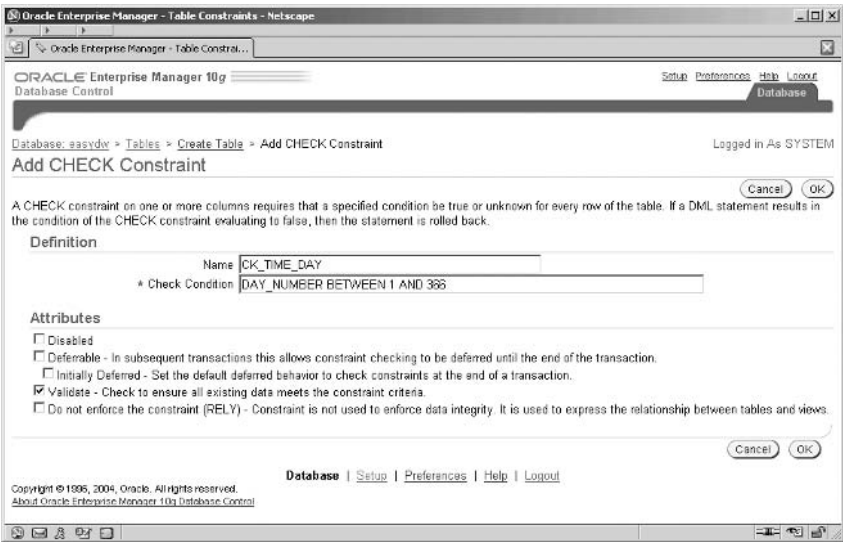 Oracle Enterprise Manager - Table Constraints - Netscape
Oracle Enterprise Manager - Table Constrai...
ORACLE Enterprise Manager 10g
Database Control
Setup Preferences Help Logout
Database
Database: easydw > Tables > Create Table > Add CHECK Constraint
Logged in As SYSTEM
Add CHECK Constraint
Cancel OK
A CHECK constraint on one or more columns requires that a specified condition be true or unknown for every row of the table. If a DML statement results in
the condition of the CHECK constraint evaluating to false, then the statement is rolled back.
Definition
Name CK_TIME_DAY
* Check Condition DAY_NUMBER BETWEEN 1 AND 366
Attributes
Disabled
Deferrable - In subsequent transactions this allows constraint checking to be deferred until the end of the transaction.
Initially Deferred - Set the default deferred behavior to check constraints at the end of a transaction.
Validate - Check to ensure all existing data meets the constraint criteria.
Do not enforce the constraint (RELY) - Constraint is not used to enforce data integrity. It is used to express the relationship between tables and views.
Cancel OK
Database | Setup | Preferences | Help | Logout
Copyright © 1996, 2004, Oracle. All rights reserved.
About Oracle Enterprise Manager 10g Database Control